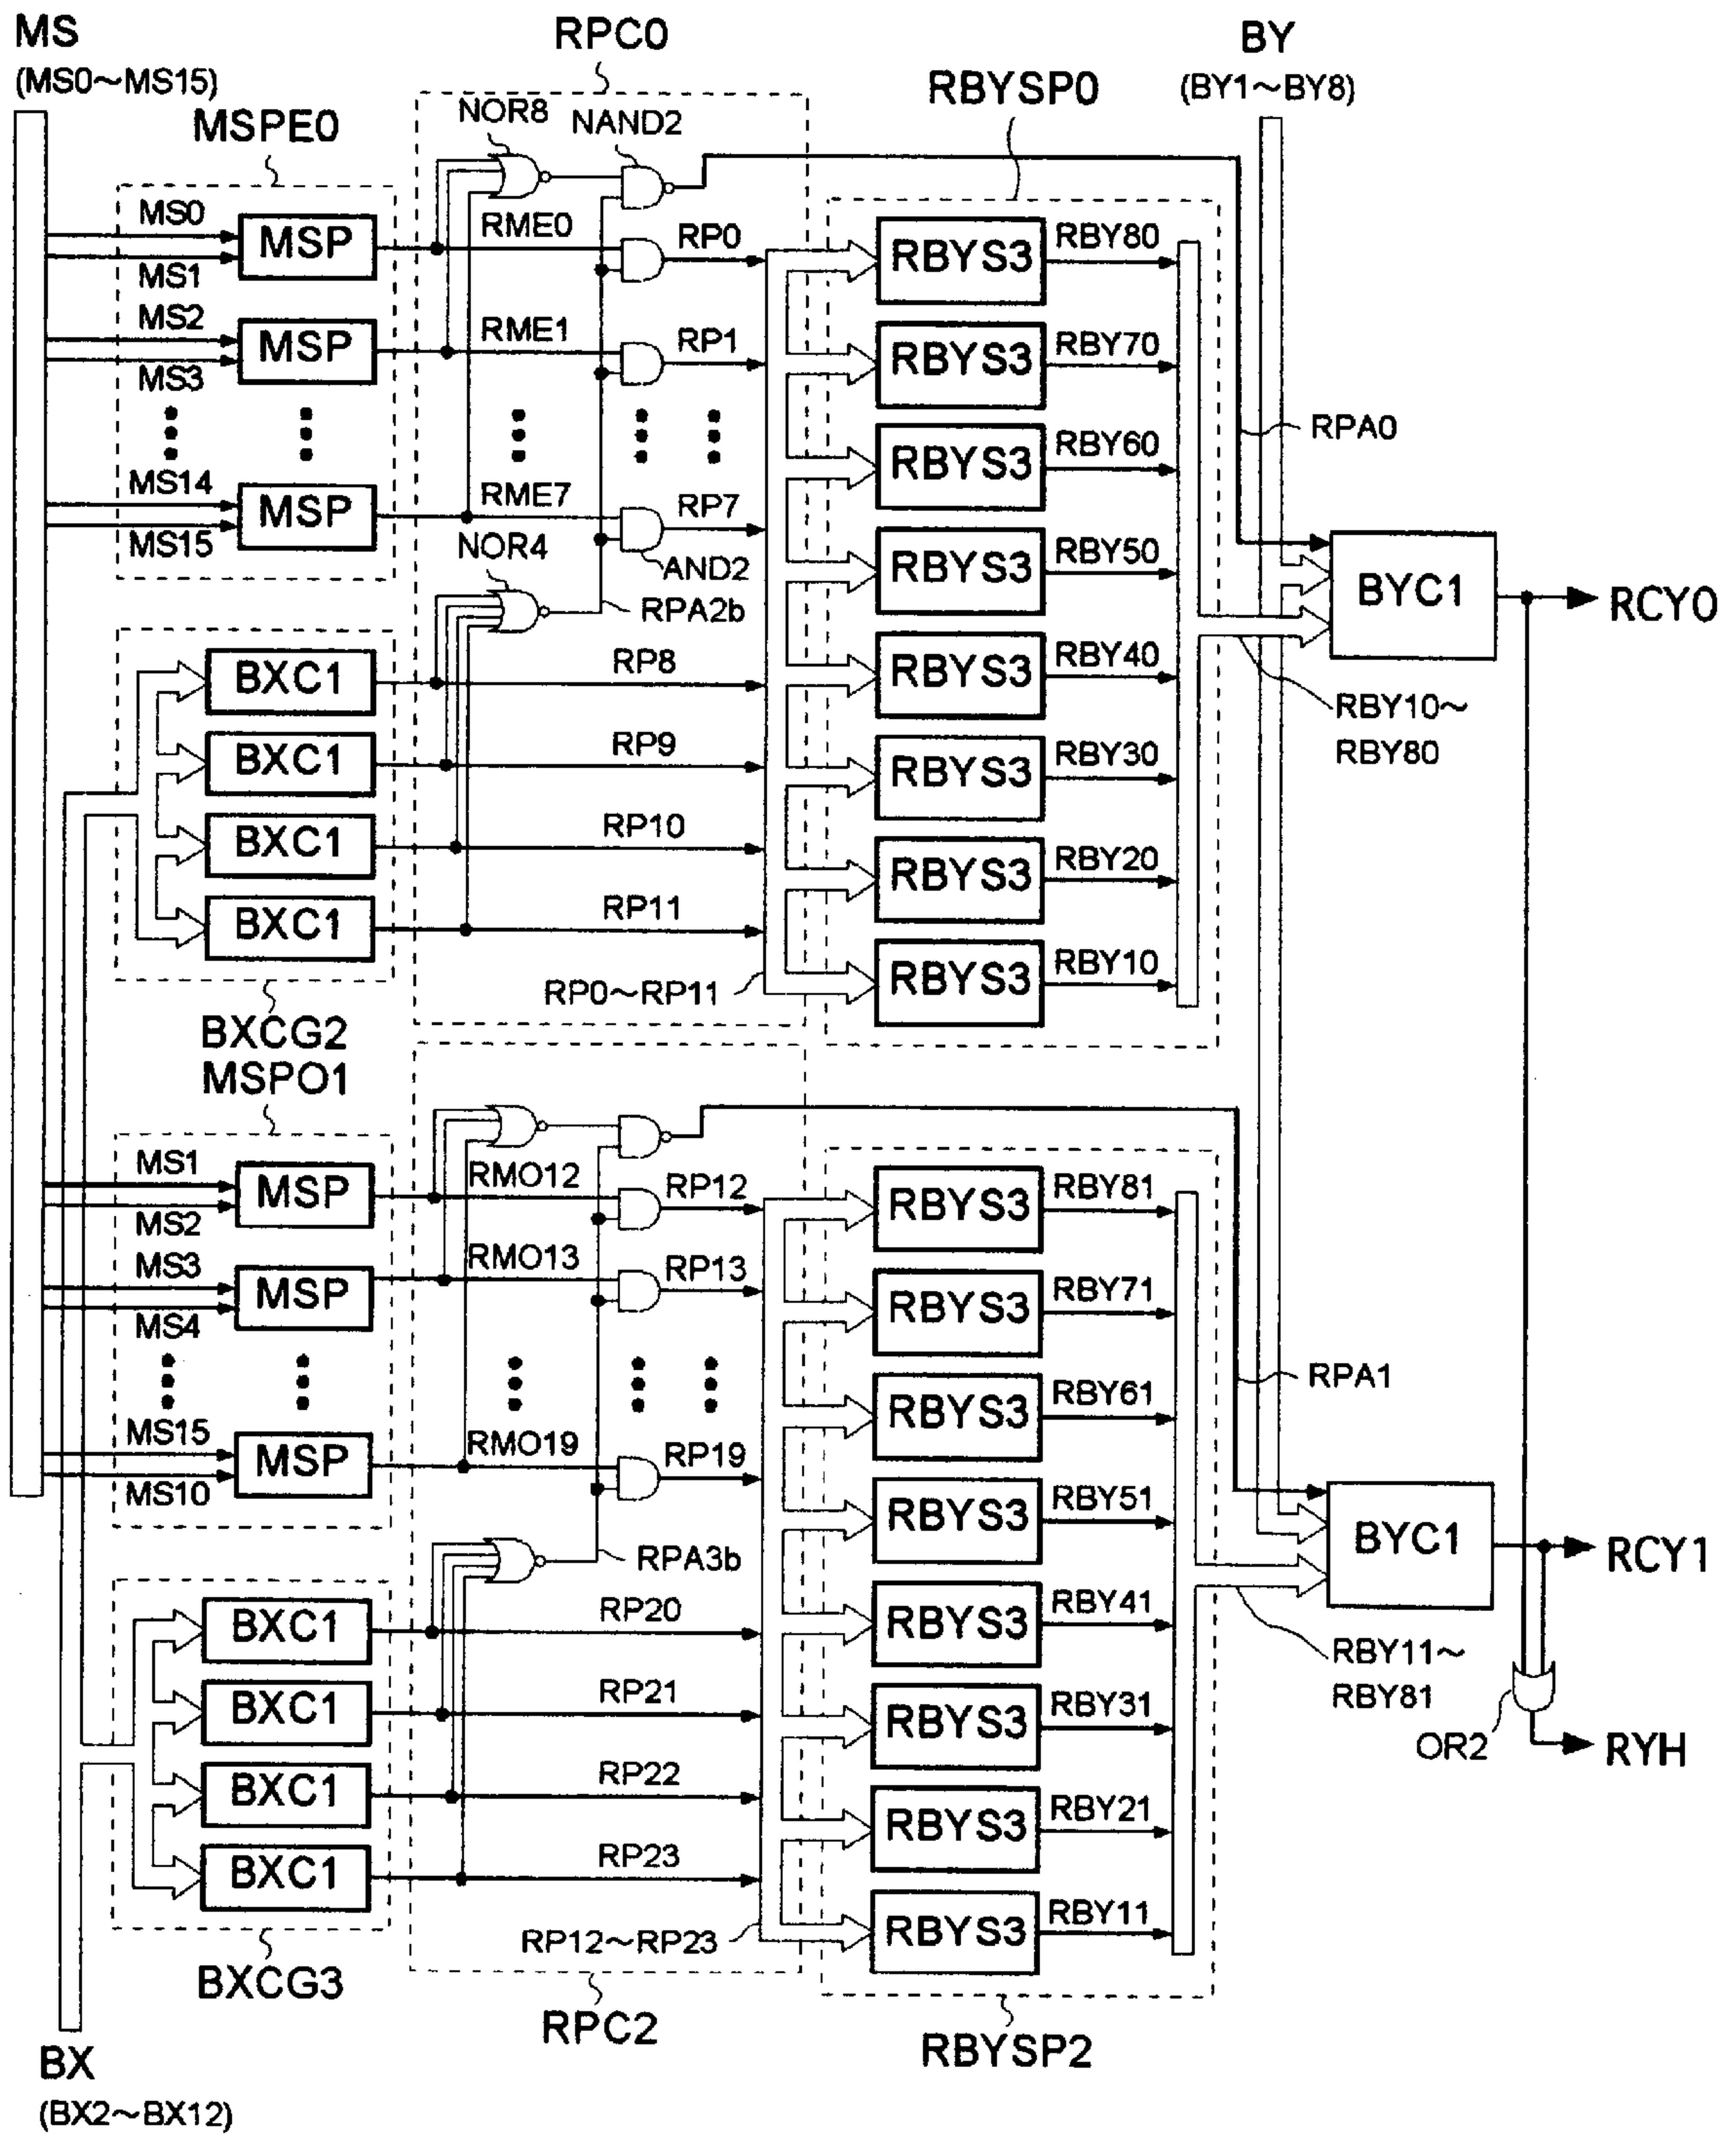 MS
(MS0~MS15)
RPC0
BY
(BY1~BY8)
MSPE0
NOR8
NAND2
RBYSP0
MS0
MSP
MS1
RME0
RP0
RBYS3
RBY80
MS2
MSP
MS3
RME1
RP1
RBYS3
RBY70
RPA0
RBYS3
RBY60
MS14
MSP
MS15
RME7
RP7
NOR4
AND2
RBYS3
RBY50
BYC1
RCY0
RPA2b
BXC1
RP8
RBYS3
RBY40
RBY10~
RBY80
BXC1
RP9
RBYS3
RBY30
BXC1
RP10
RBYS3
RBY20
BXC1
RP11
RBYS3
RBY10
RP0~RP11
BXCG2
MSPO1
MS1
MSP
MS2
RMO12
RP12
RBYS3
RBY81
MS3
MSP
MS4
RMO13
RP13
RBYS3
RBY71
RPA1
RBYS3
RBY61
MS15
MSP
MS10
RMO19
RP19
RBYS3
RBY51
BYC1
RCY1
RPA3b
BXC1
RP20
RBYS3
RBY41
RBY11~
RBY81
BXC1
RP21
RBYS3
RBY31
OR2
RYH
BXC1
RP22
RBYS3
RBY21
BXC1
RP23
RBYS3
RBY11
RP12~RP23
BXCG3
RPC2
RBYSP2
BX
(BX2~BX12)